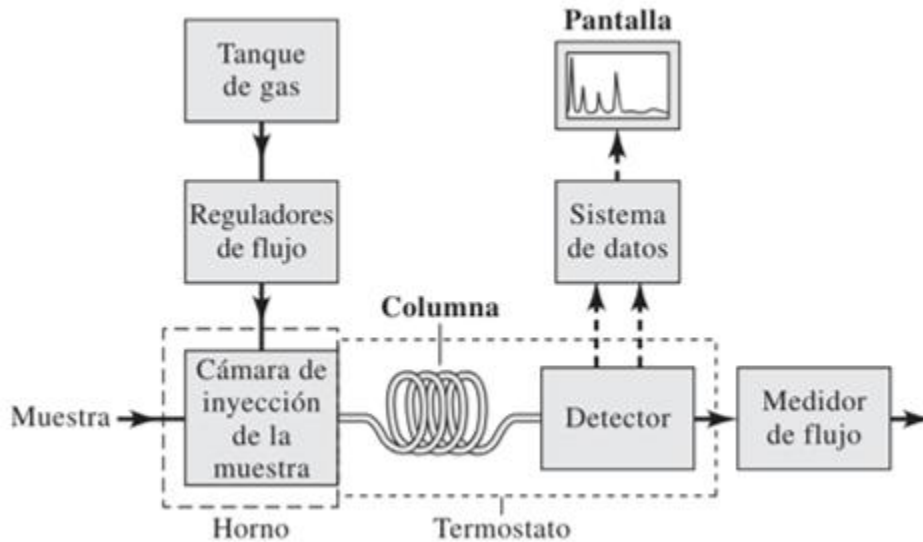 Pantalla
Tanque
de gas
Reguladores
de flujo
Sistema
de datos
Columna
Muestra
Cámara de
inyección
de la
muestra
Detector
Medidor
de flujo
Horno
Termostato